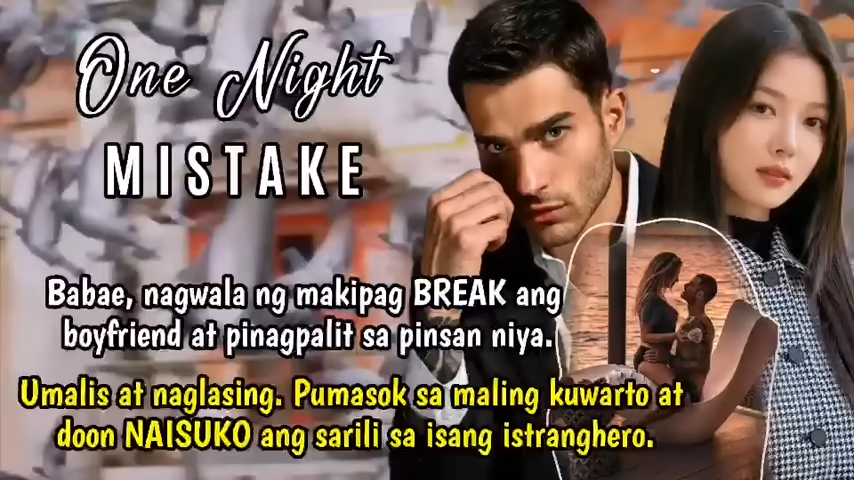 One Night
MISTAKE
Babae, nagwala ng makipag BREAK ang
boyfriend at pinagpalit sa pinsan niya.
Umalis at naglasing. Pumasok sa maling kuwarto at
doon NAISUKO ang sarili sa isang istranghero.